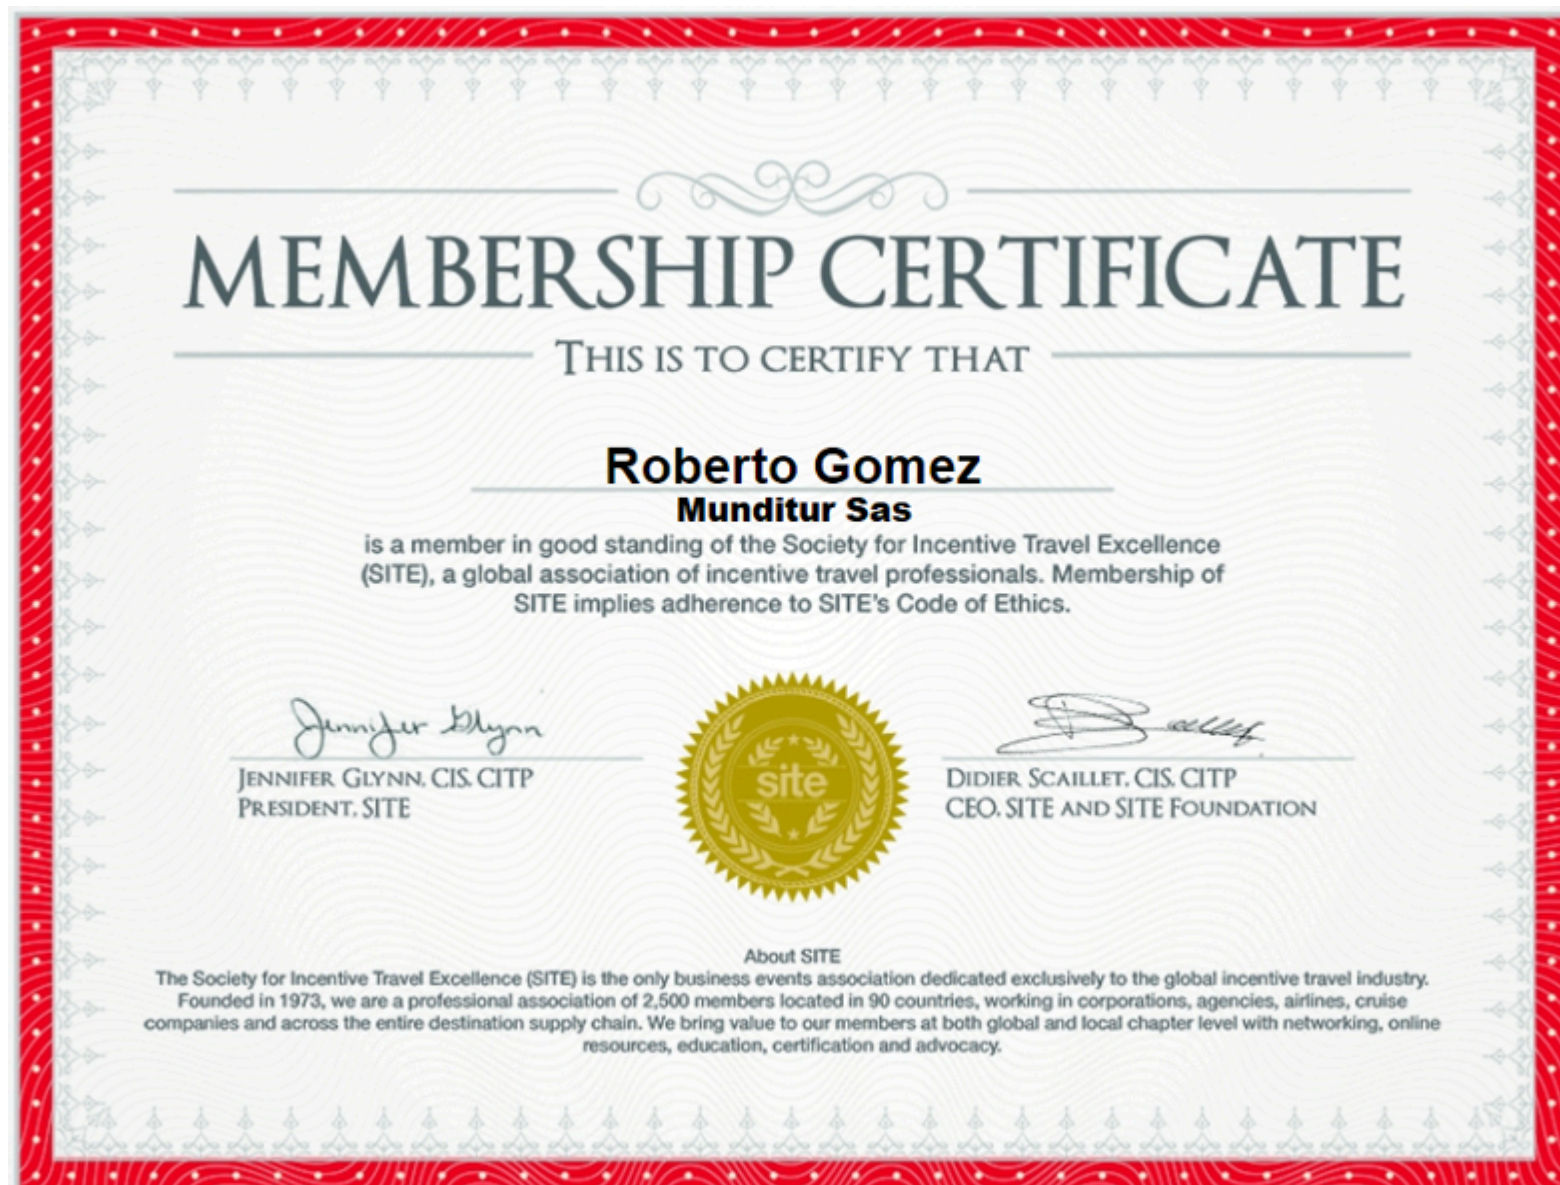 MEMBERSHIP CERTIFICATE
THIS IS TO CERTIFY THAT
Roberto Gomez
Munditur Sas
is a member in good standing of the Society for Incentive Travel Excellence
(SITE), a global association of incentive travel professionals. Membership of
SITE implies adherence to SITE's Code of Ethics.
Jennifer Glynn
JENNIFER GLYNN, CIS, CITP
PRESIDENT, SITE
site
DIDIER SCAILLET, CIS, CITP
CEO, SITE AND SITE FOUNDATION
About SITE
The Society for Incentive Travel Excellence (SITE) is the only business events association dedicated exclusively to the global incentive travel industry.
Founded in 1973, we are a professional association of 2,500 members located in 90 countries, working in corporations, agencies, airlines, cruise
companies and across the entire destination supply chain. We bring value to our members at both global and local chapter level with networking, online
resources, education, certification and advocacy.